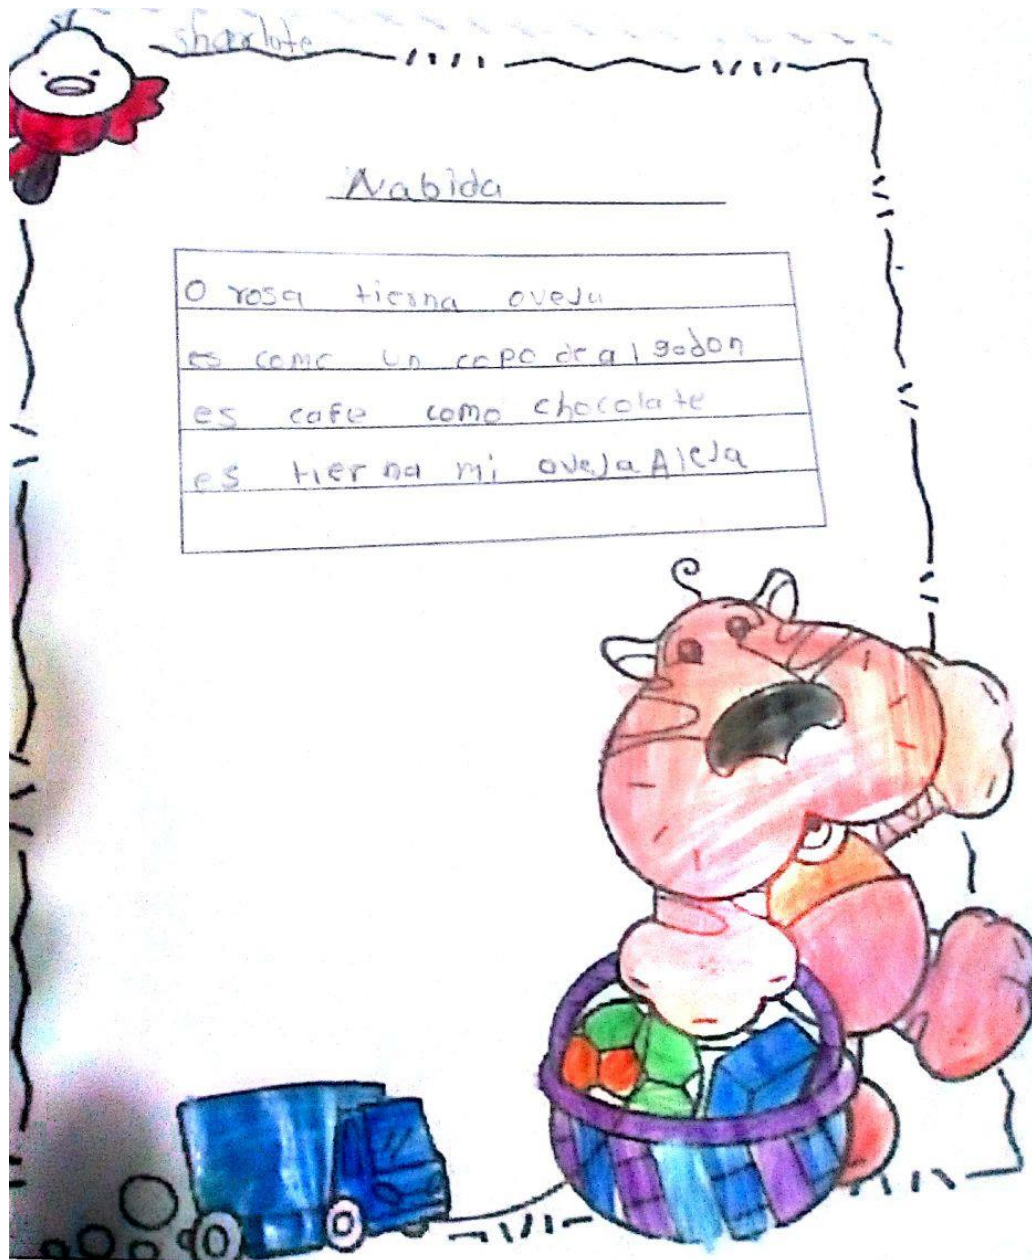 sharlote
Nabida
O rosa tierna oveja
es como un copo de algodon
es cafe como chocolate
es tierna mi oveja Aleja